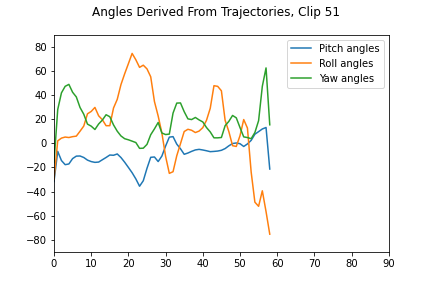 Angles Derived From Trajectories, Clip 51
Pitch angles
Roll angles
Yaw angles
80
60
40
20
0
−20
−40
−60
−80
0 10 20 30 40 50 60 70 80 90